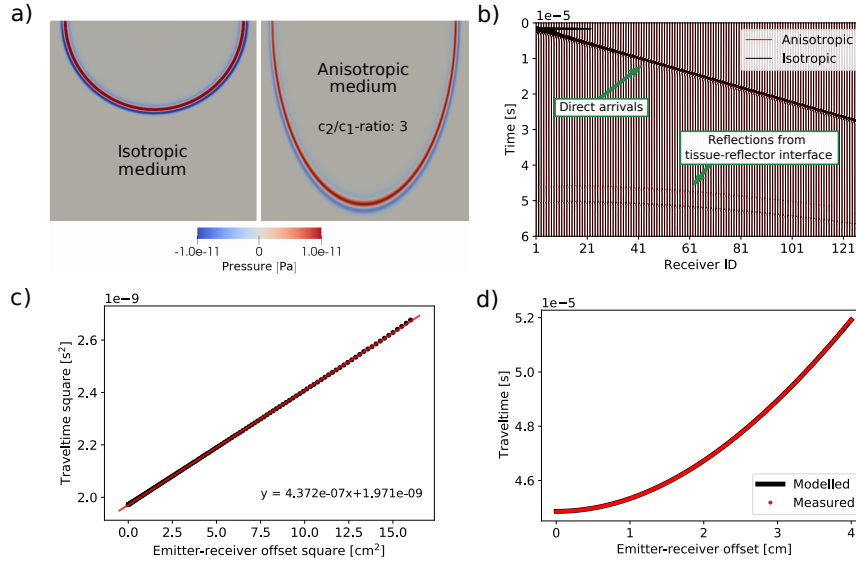 a)
Isotropic
medium
Anisotropic
medium
c₂/c₁-ratio: 3
-1.0e-11 0 1.0e-11
Pressure [Pa]
b)
1e-5
0
1
2
3
4
5
6
Time [s]
Anisotropic
Isotropic
Direct arrivals
Reflections from
tissue-reflector interface
1 21 41 61 81 101 121
Receiver ID
c)
1e-9
2.6
2.4
2.2
2.0
Traveltime square [s²]
y = 4.372e-07x+1.971e-09
0.0 2.5 5.0 7.5 10.0 12.5 15.0
Emitter-receiver offset square [cm²]
d)
1e-5
5.2
5.0
4.8
4.6
Traveltime [s]
Modelled
Measured
0 1 2 3 4
Emitter-receiver offset [cm]